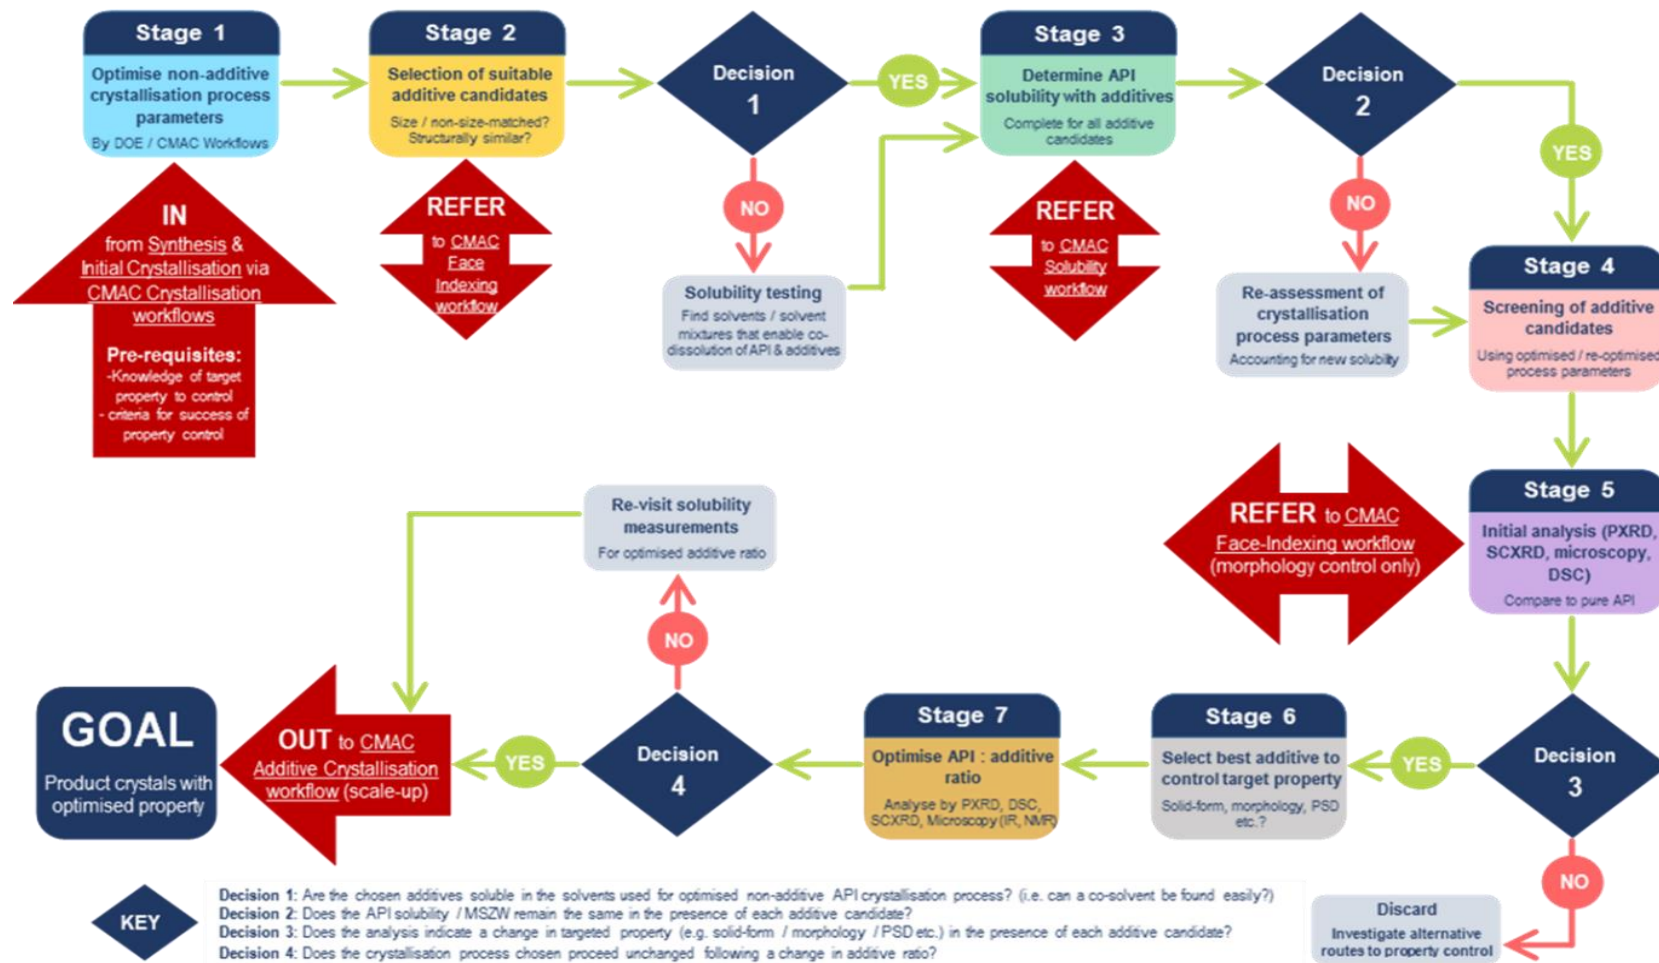 Stage 1
Optimise non-additive
crystallisation process
parameters
By DOE / CMAC Workflows
Stage 2
Selection of suitable
additive candidates
Size / non-size-matched?
Structurally similar?
Decision
1
YES
NO
Stage 3
Determine API
solubility with additives
Complete for all additive
candidates
Decision
2
YES
NO
IN
from Synthesis &
Initial Crystallisation via
CMAC Crystallisation
workflows
Pre-requisites:
-Knowledge of target
property to control
- criteria for success of
property control
REFER
to CMAC
Face
Indexing
workflow
Solubility testing
Find solvents / solvent
mixtures that enable co-
dissolution of API & additives
REFER
to CMAC
Solubility
workflow
Re-assessment of
crystallisation
process parameters
Accounting for new solubility
Stage 4
Screening of additive
candidates
Using optimised / re-optimised
process parameters
Stage 5
Initial analysis (PXRD,
SCXRD, microscopy,
DSC)
Compare to pure API
REFER to CMAC
Face-Indexing workflow
(morphology control only)
Re-visit solubility
measurements
For optimised additive ratio
NO
GOAL
Product crystals with
optimised property
OUT to CMAC
Additive Crystallisation
workflow (scale-up)
YES
Decision
4
Stage 7
Optimise API : additive
ratio
Analyse by PXRD, DSC,
SCXRD, Microscopy (IR, NMR)
Stage 6
Select best additive to
control target property
Solid-form, morphology, PSD
etc.?
YES
Decision
3
NO
Discard
Investigate alternative
routes to property control
KEY
Decision 1: Are the chosen additives soluble in the solvents used for optimised non-additive API crystallisation process? (i.e. can a co-solvent be found easily?)
Decision 2: Does the API solubility / MSZW remain the same in the presence of each additive candidate?
Decision 3: Does the analysis indicate a change in targeted property (e.g. solid-form / morphology / PSD etc.) in the presence of each additive candidate?
Decision 4: Does the crystallisation process chosen proceed unchanged following a change in additive ratio?